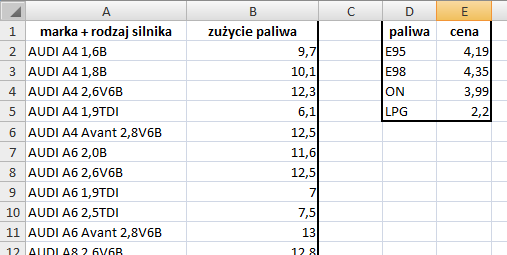 A B C D E
1 marka + rodzaj silnika zużycie paliwa paliwa cena
2 AUDI A4 1,6B 9,7 E95 4,19
3 AUDI A4 1,8B 10,1 E98 4,35
4 AUDI A4 2,6V6B 12,3 ON 3,99
5 AUDI A4 1,9TDI 6,1 LPG 2,2
6 AUDI A4 Avant 2,8V6B 12,5
7 AUDI A6 2,0B 11,6
8 AUDI A6 2,6V6B 12,5
9 AUDI A6 1,9TDI 7
10 AUDI A6 2,5TDI 7,5
11 AUDI A6 Avant 2,8V6B 13
12 AUDI A8 2,6V6B 12,8